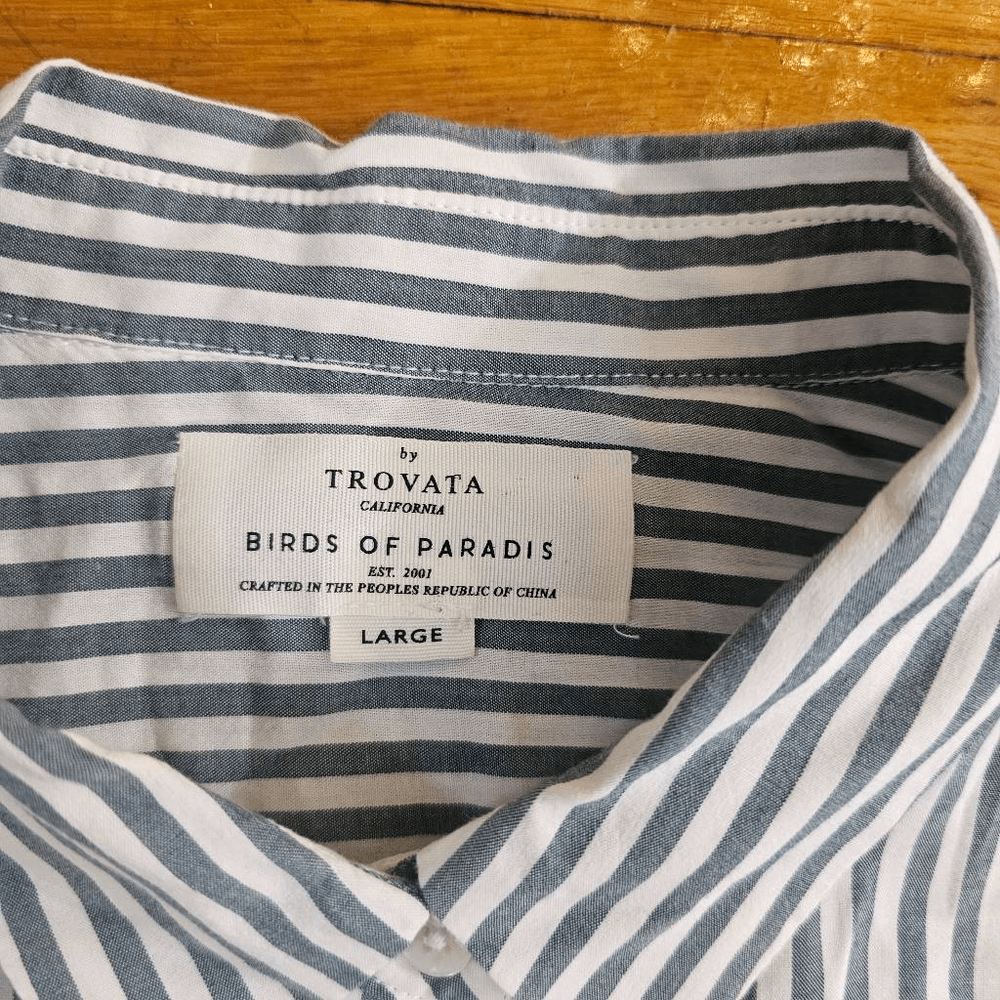 by
TROVATA
CALIFORNIA
BIRDS OF PARADIS
EST. 2001
CRAFTED IN THE PEOPLES REPUBLIC OF CHINA
LARGE